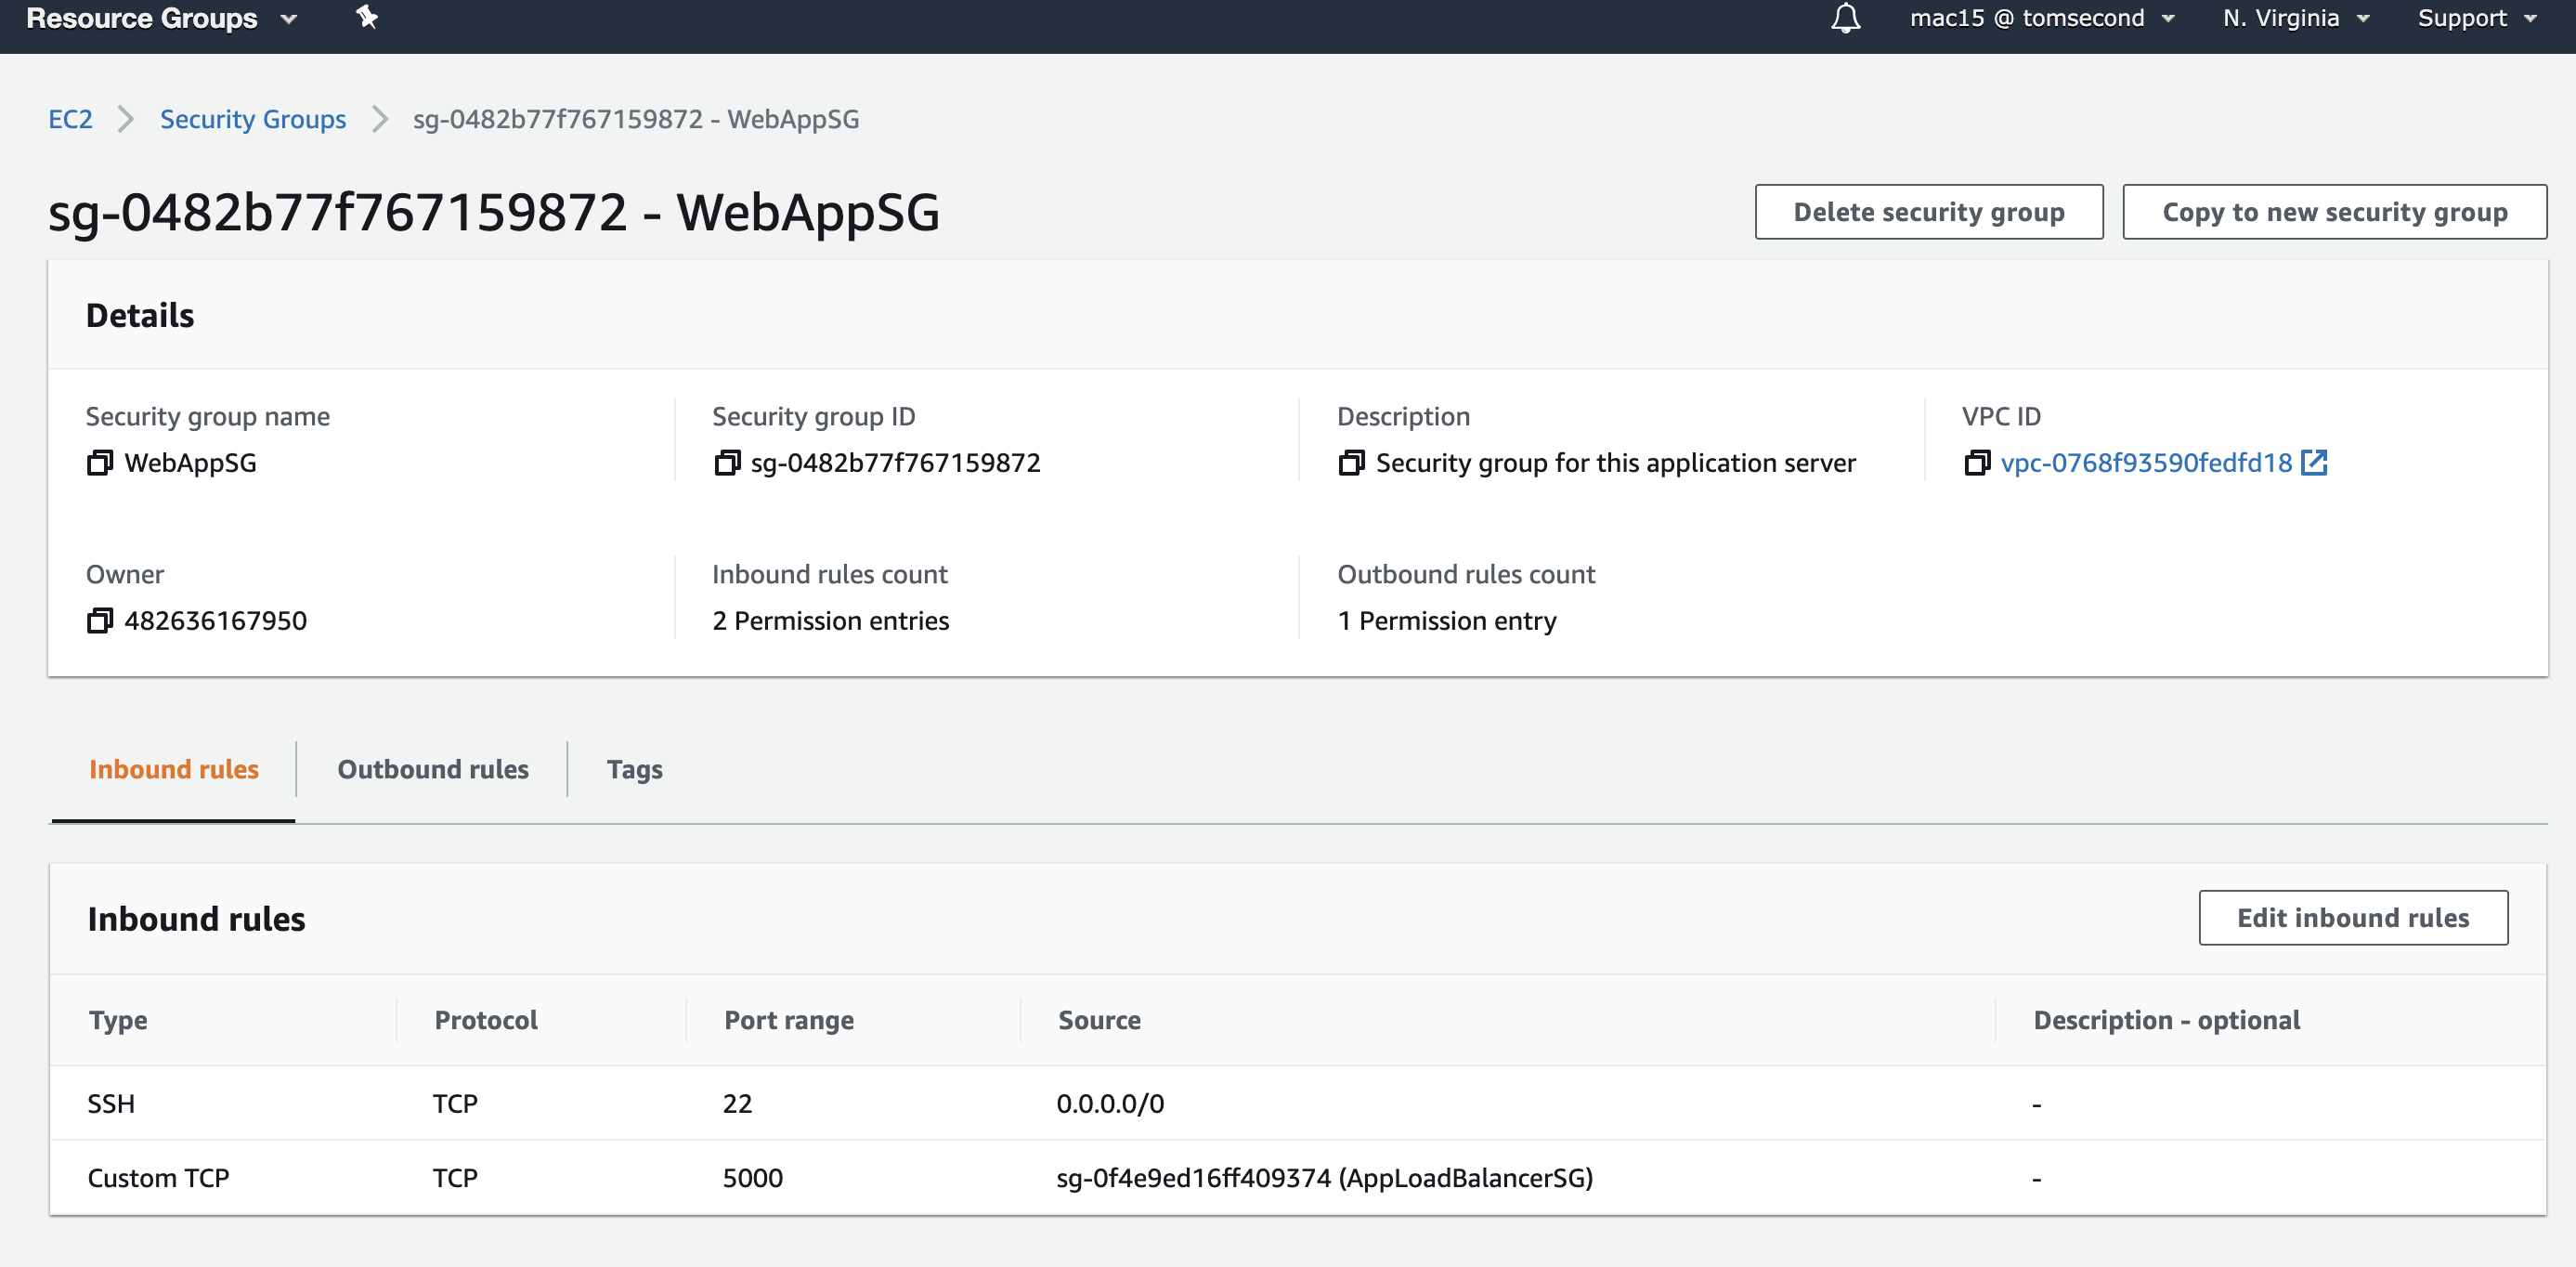 Resource Groups mac15 @ tomsecond N. Virginia Support
EC2 Security Groups sg-0482b77f767159872 - WebAppSG
sg-0482b77f767159872 - WebAppSG Delete security group Copy to new security group
Details
Security group name Security group ID Description VPC ID
WebAppSG sg-0482b77f767159872 Security group for this application server vpc-0768f93590fedfd18
Owner Inbound rules count Outbound rules count
482636167950 2 Permission entries 1 Permission entry
Inbound rules Outbound rules Tags
Inbound rules Edit inbound rules
Type Protocol Port range Source Description - optional
SSH TCP 22 0.0.0.0/0 -
Custom TCP TCP 5000 sg-0f4e9ed16ff409374 (AppLoadBalancerSG) -